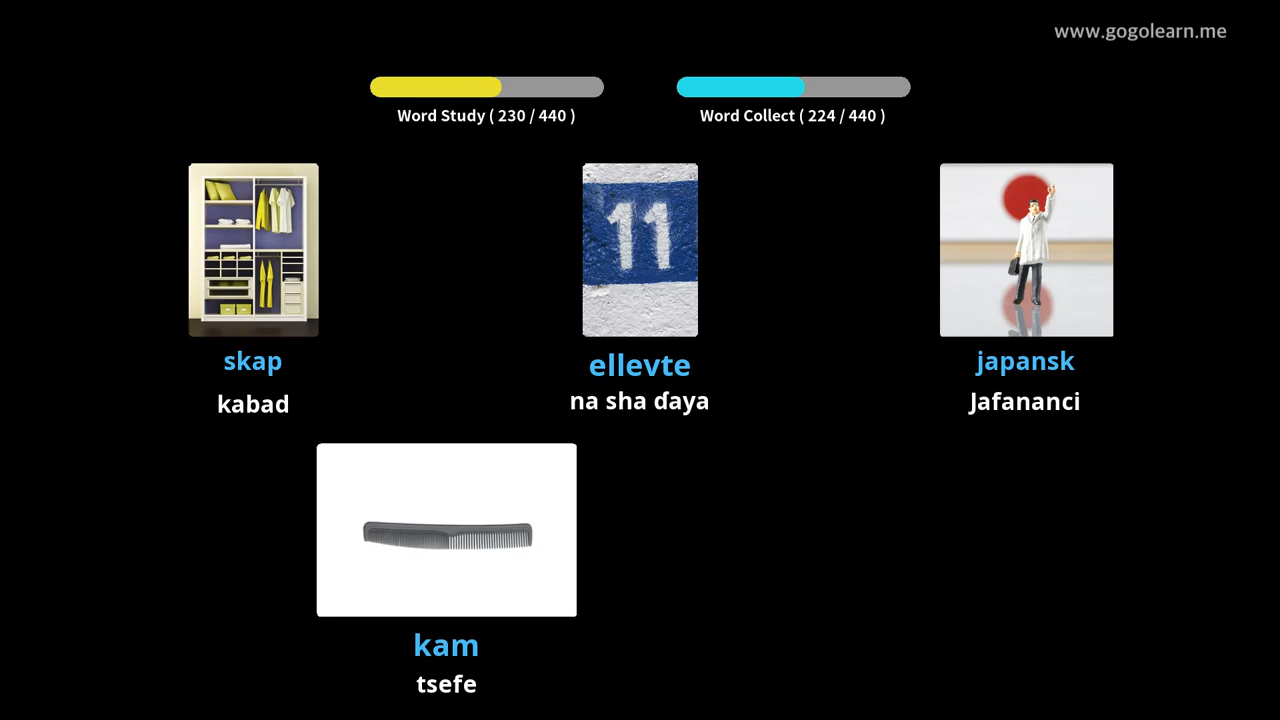 www.gogolearn.me
Word Study ( 230 / 440 )
Word Collect ( 224 / 440 )
11
skap
kabad
ellevte
na sha ɗaya
japansk
Jafananci
kam
tsefe